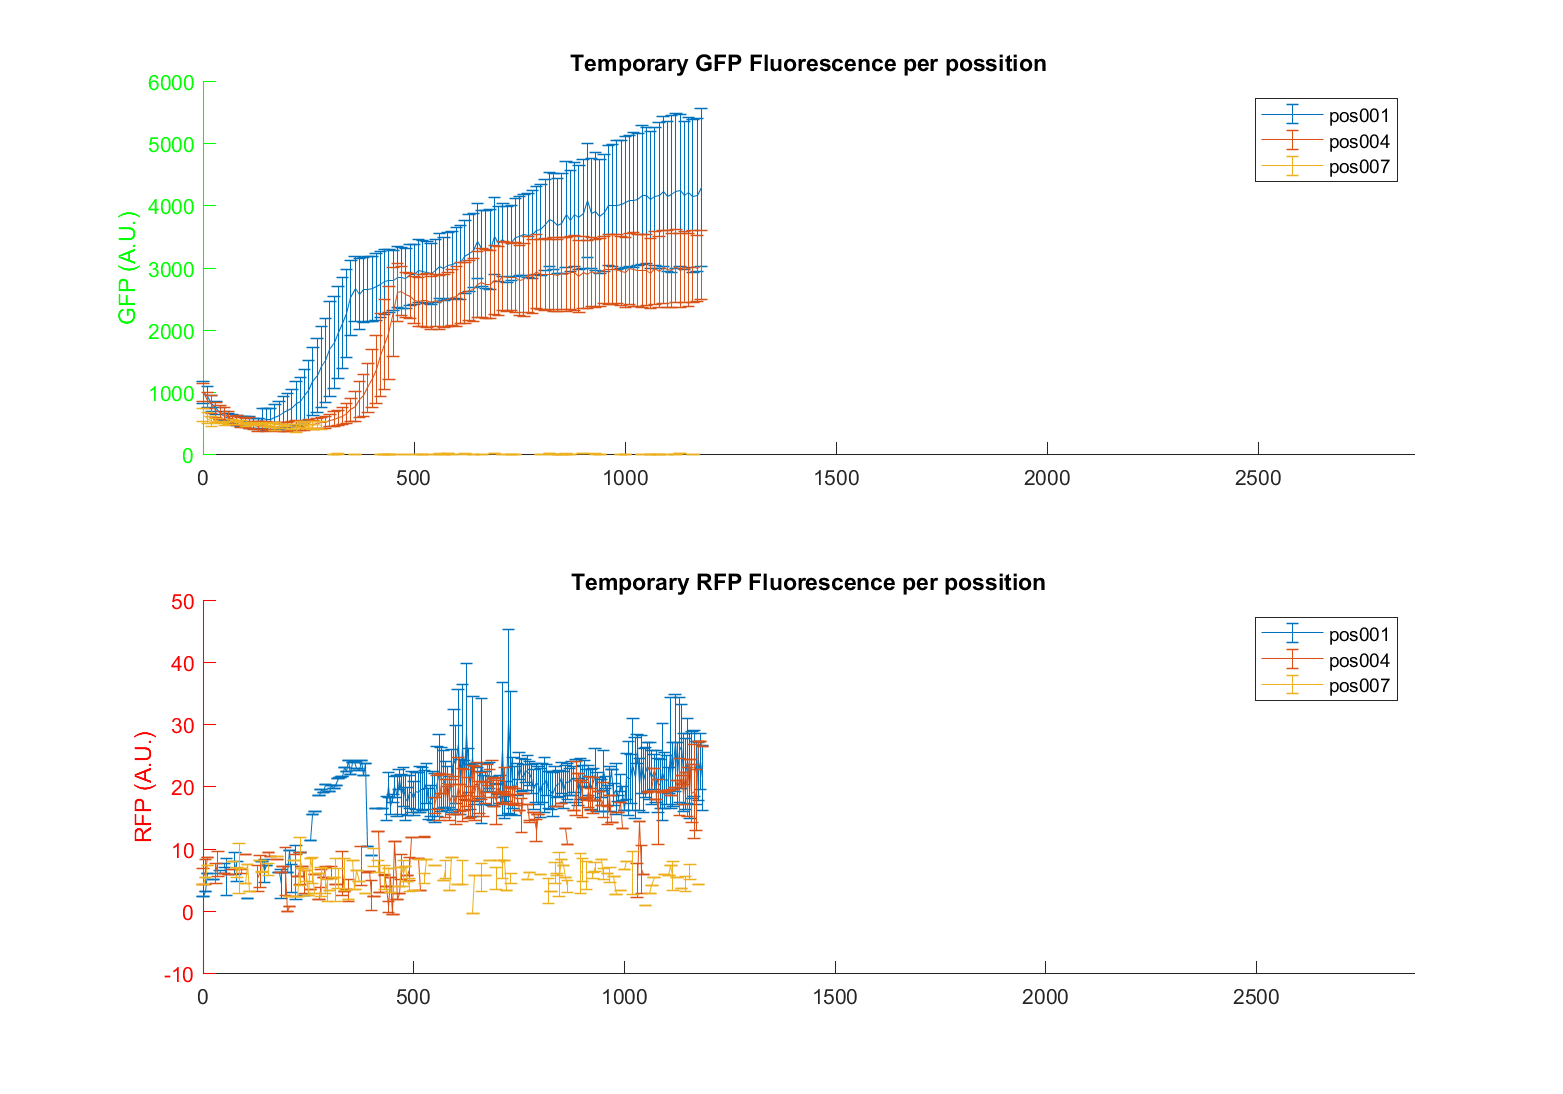 Temporary GFP Fluorescence per possition
GFP (A.U.)
6000
5000
4000
3000
2000
1000
0
pos001
pos004
pos007
0 500 1000 1500 2000 2500
Temporary RFP Fluorescence per possition
RFP (A.U.)
50
40
30
20
10
0
-10
pos001
pos004
pos007
0 500 1000 1500 2000 2500